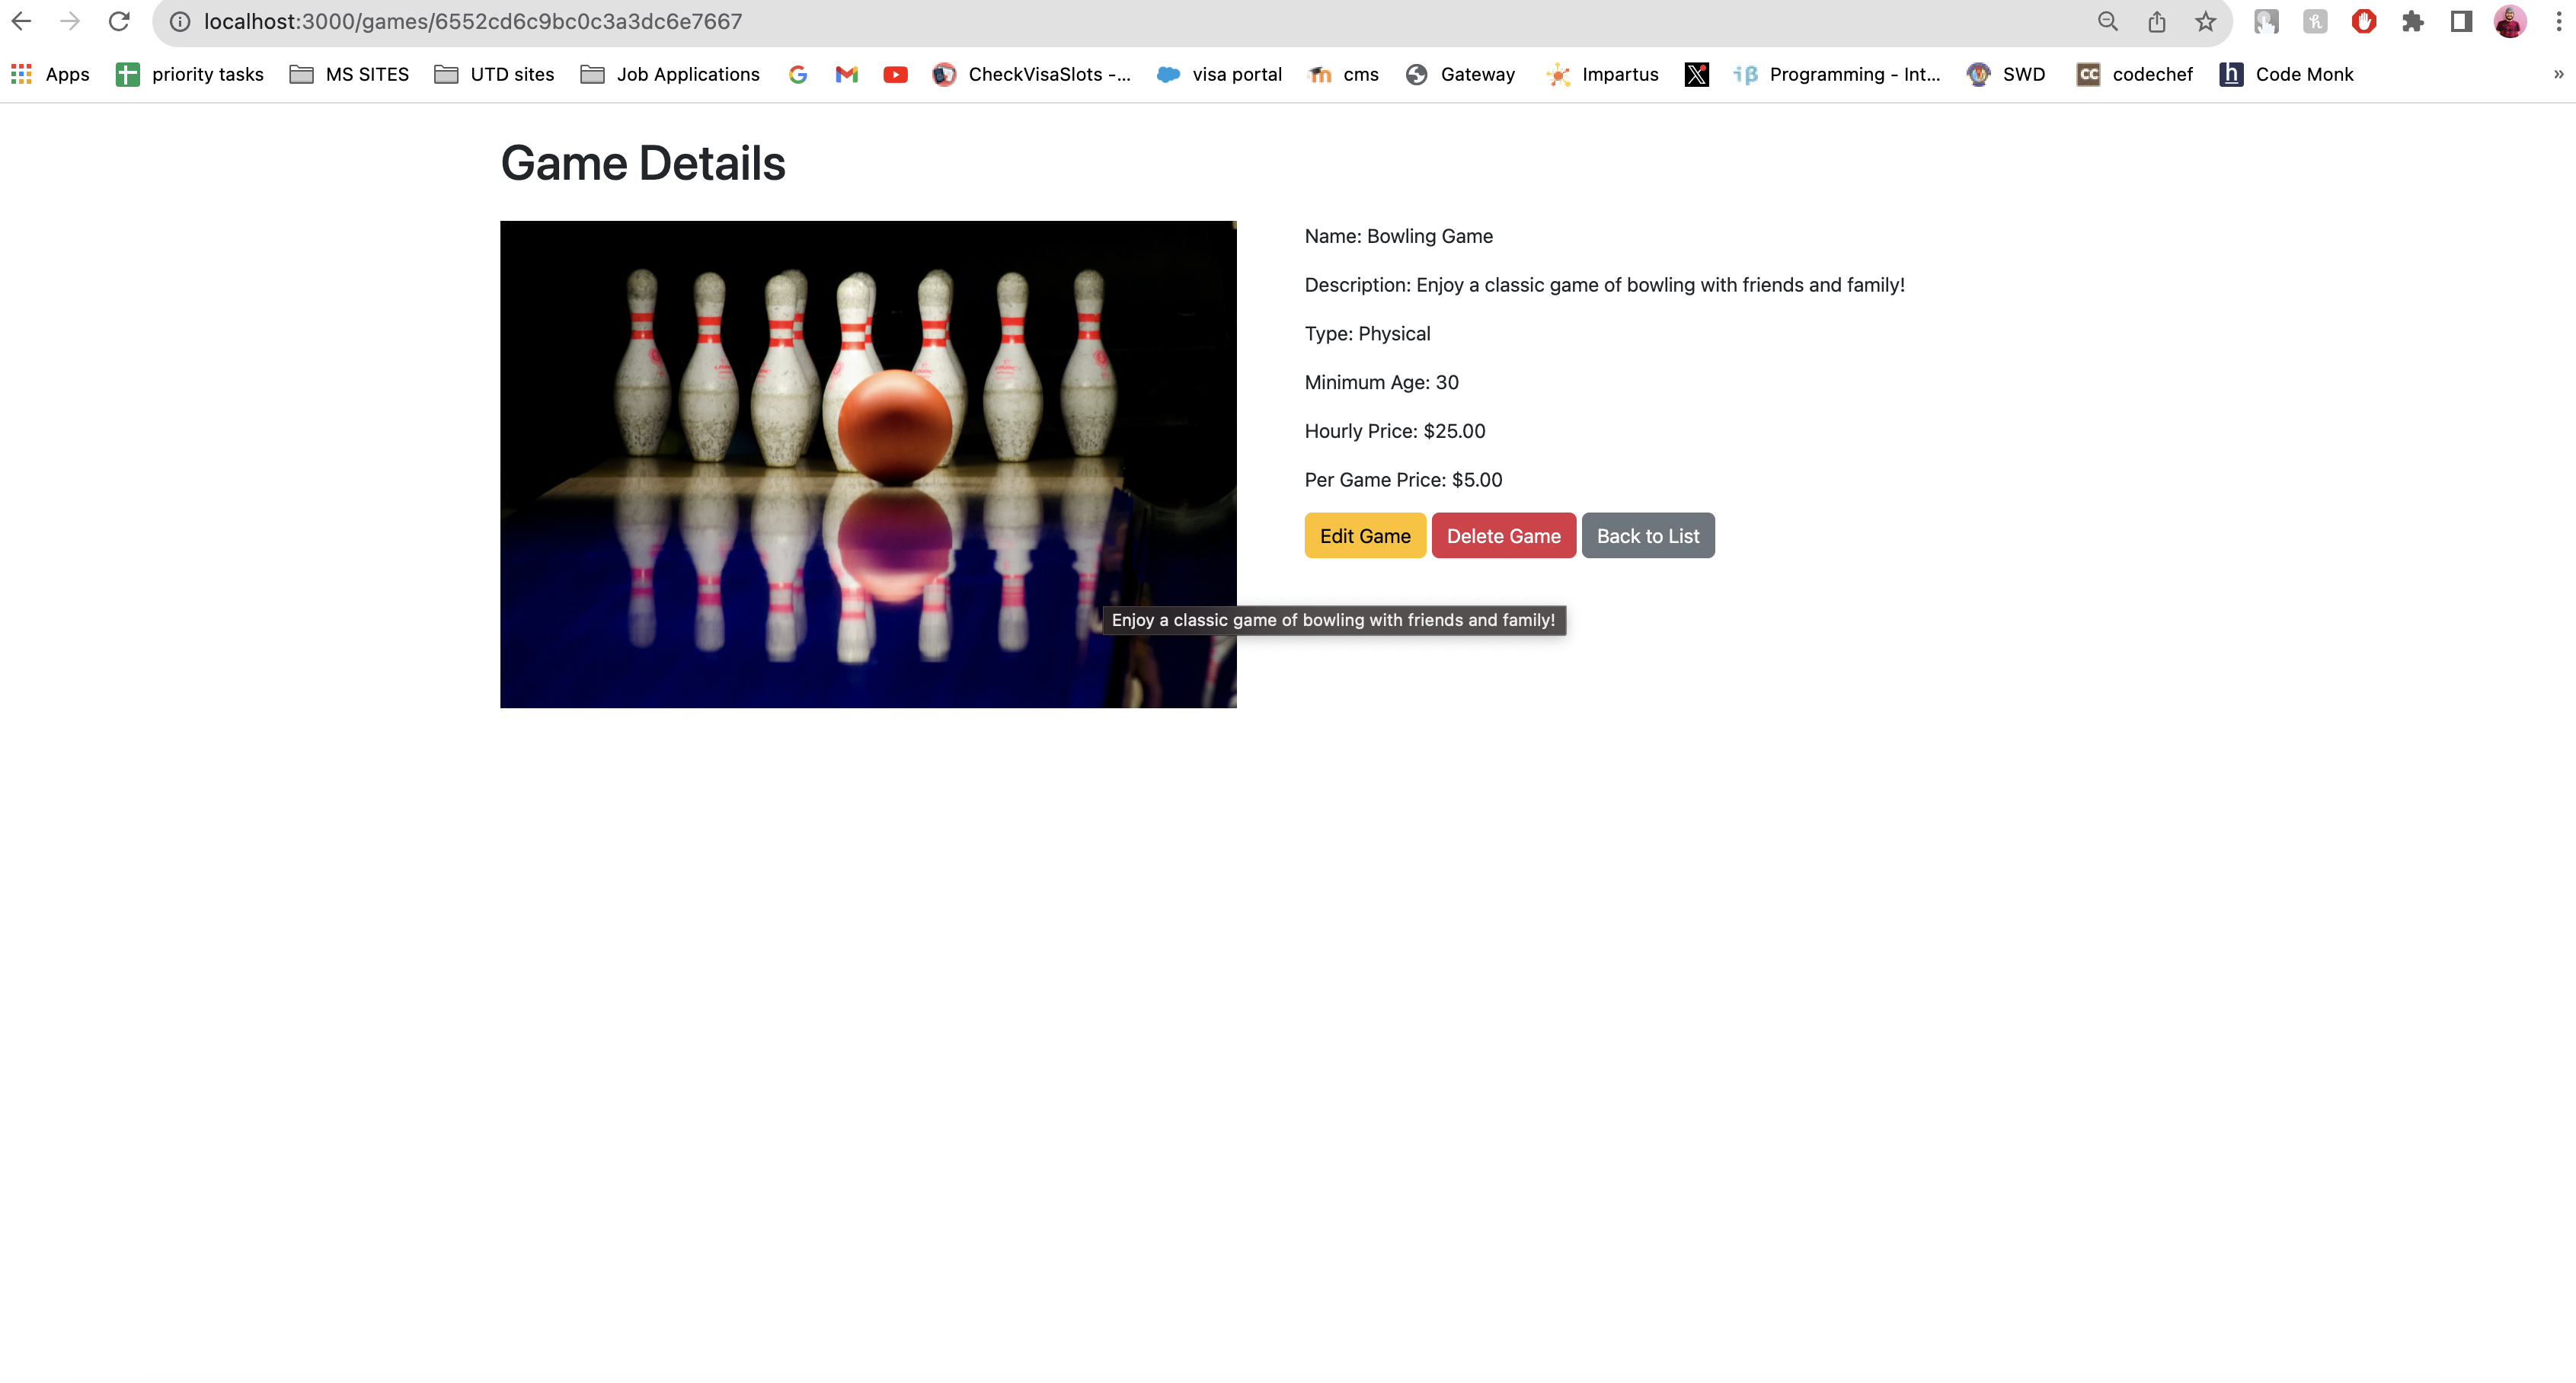 localhost:3000/games/6552cd6c9bc0c3a3dc6e7667
Apps priority tasks MS SITES UTD sites Job Applications CheckVisaSlots -... visa portal cms Gateway Impartus Programming - Int... SWD codechef Code Monk »
Game Details
Name: Bowling Game
Description: Enjoy a classic game of bowling with friends and family!
Type: Physical
Minimum Age: 30
Hourly Price: $25.00
Per Game Price: $5.00
Edit Game Delete Game Back to List
Enjoy a classic game of bowling with friends and family!